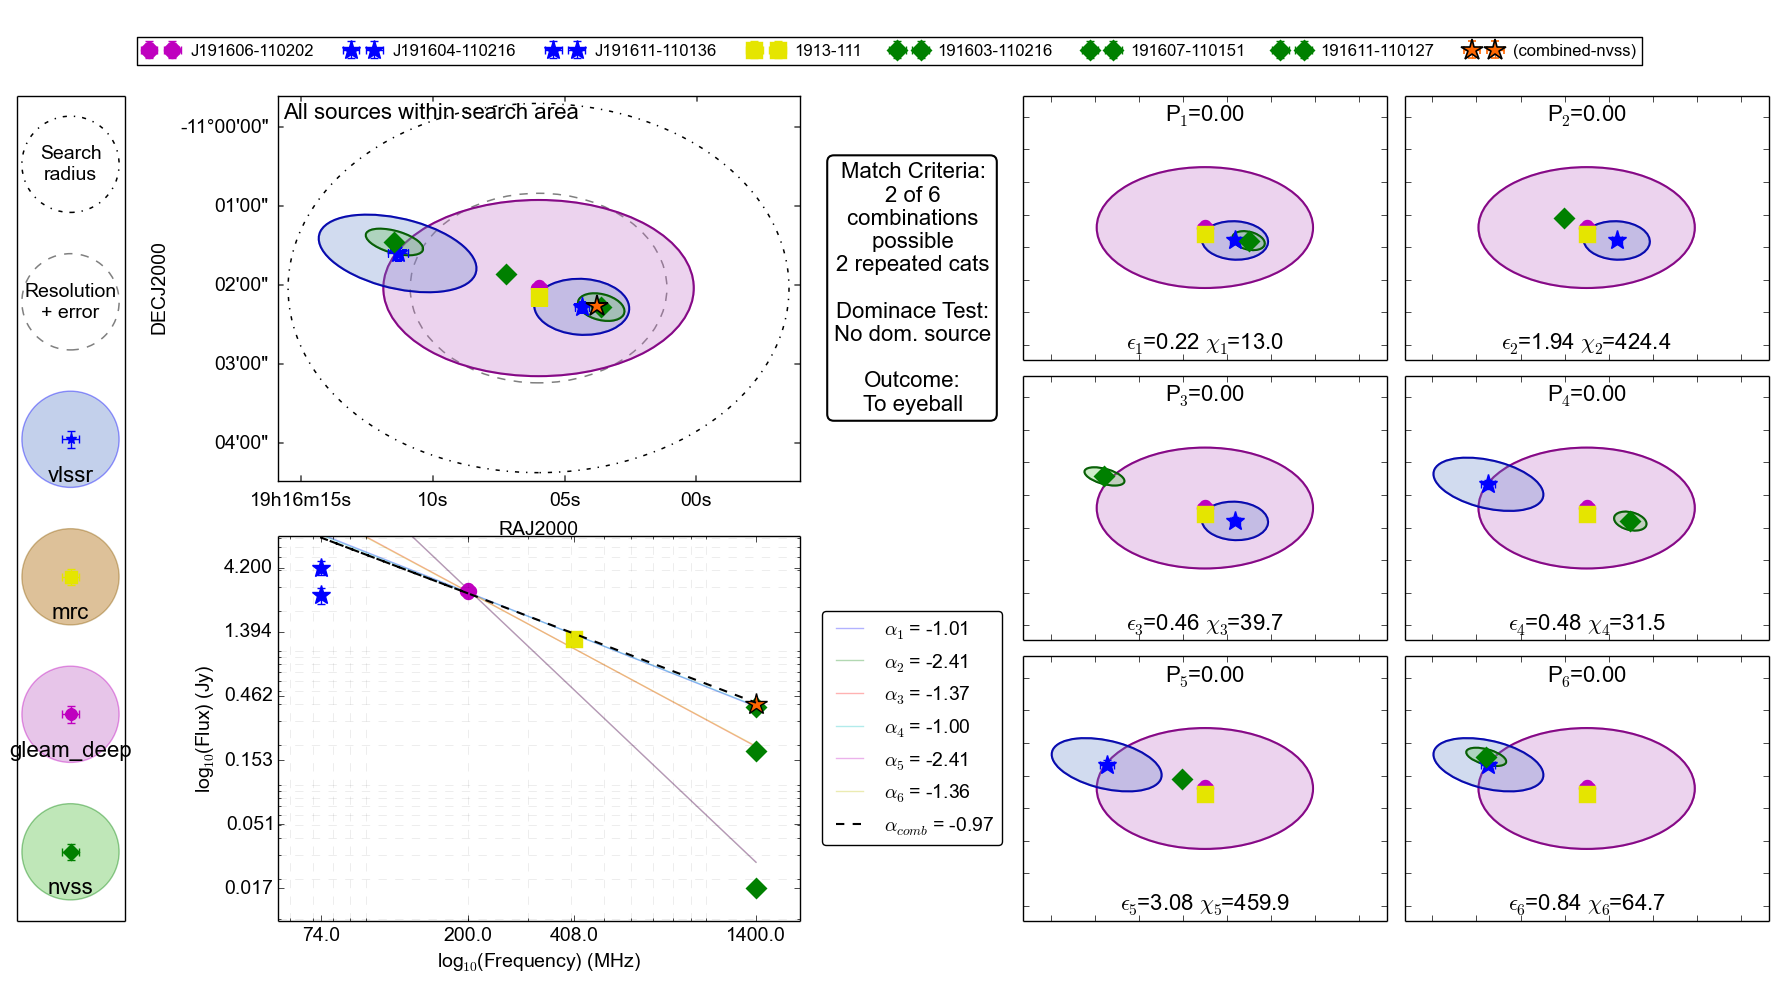 J191606-110202 J191604-110216 J191611-110136 1913-111 191603-110216 191607-110151 191611-110127 (combined-nvss)
Search
radius
Resolution
+ error
vlssr
mrc
gleam_deep
nvss
All sources within search area
DECJ2000
-11°00'00"
01'00"
02'00"
03'00"
04'00"
19h16m15s 10s 05s 00s
RAJ2000
Match Criteria:
2 of 6
combinations
possible
2 repeated cats
Dominace Test:
No dom. source
Outcome:
To eyeball
log10(Flux) (Jy)
4.200
1.394
0.462
0.153
0.051
0.017
74.0 200.0 408.0 1400.0
log10(Frequency) (MHz)
α1 = -1.01
α2 = -2.41
α3 = -1.37
α4 = -1.00
α5 = -2.41
α6 = -1.36
αcomb = -0.97
P1=0.00
ϵ1=0.22 χ1=13.0
P2=0.00
ϵ2=1.94 χ2=424.4
P3=0.00
ϵ3=0.46 χ3=39.7
P4=0.00
ϵ4=0.48 χ4=31.5
P5=0.00
ϵ5=3.08 χ5=459.9
P6=0.00
ϵ6=0.84 χ6=64.7